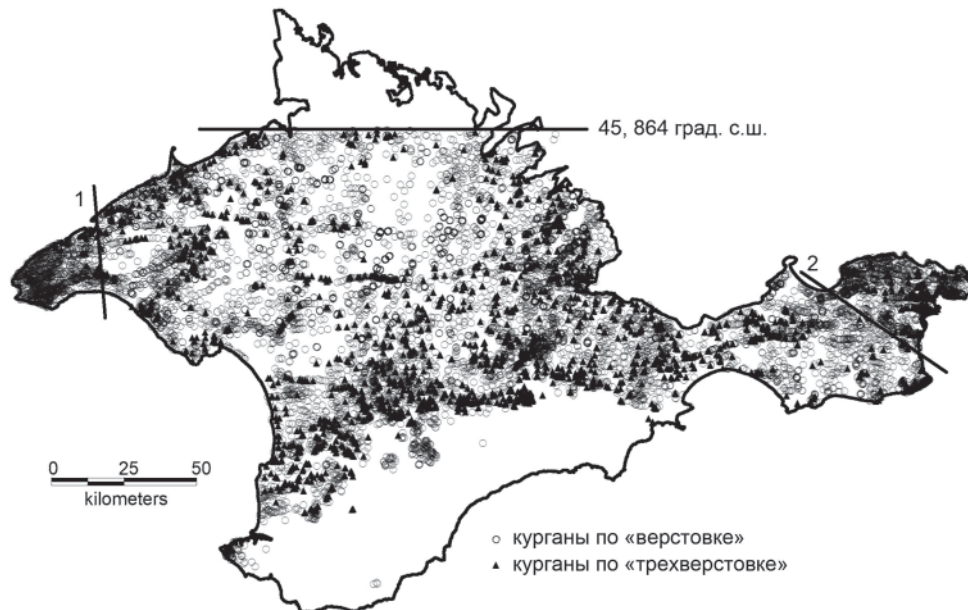 45, 864 град. с.ш.
1
2
0 25 50
kilometers
курганы по «верстовке»
курганы по «трехверстовке»